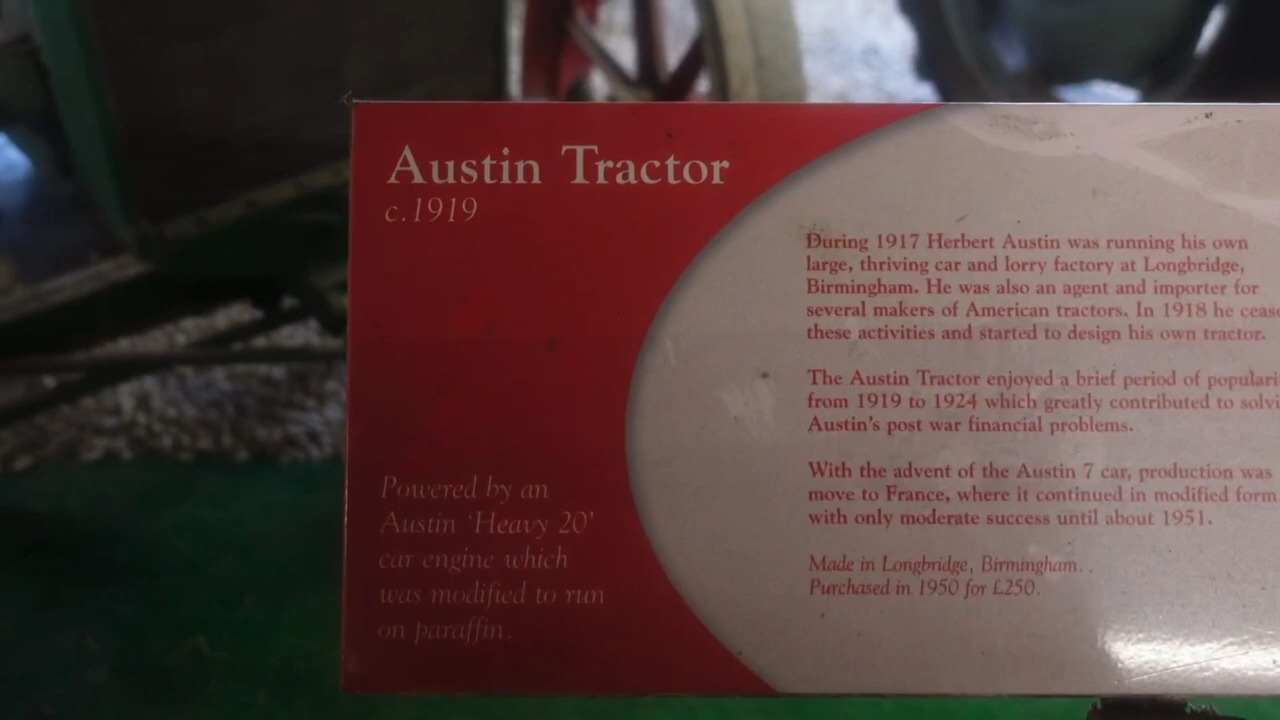 Austin Tractor
c.1919
Powered by an
Austin 'Heavy 20'
car engine which
was modified to run
on paraffin.
During 1917 Herbert Austin was running his own
large, thriving car and lorry factory at Longbridge,
Birmingham. He was also an agent and importer for
several makers of American tractors. In 1918 he
these activities and started to design his own tractor.
The Austin Tractor enjoyed a brief period of
from 1919 to 1924 which greatly contributed to
Austin's post war financial problems.
With the advent of the Austin 7 car, production was
move to France, where it continued in modified form
with only moderate success until about 1951.
Made in Longbridge, Birmingham.
Purchased in 1950 for £250.